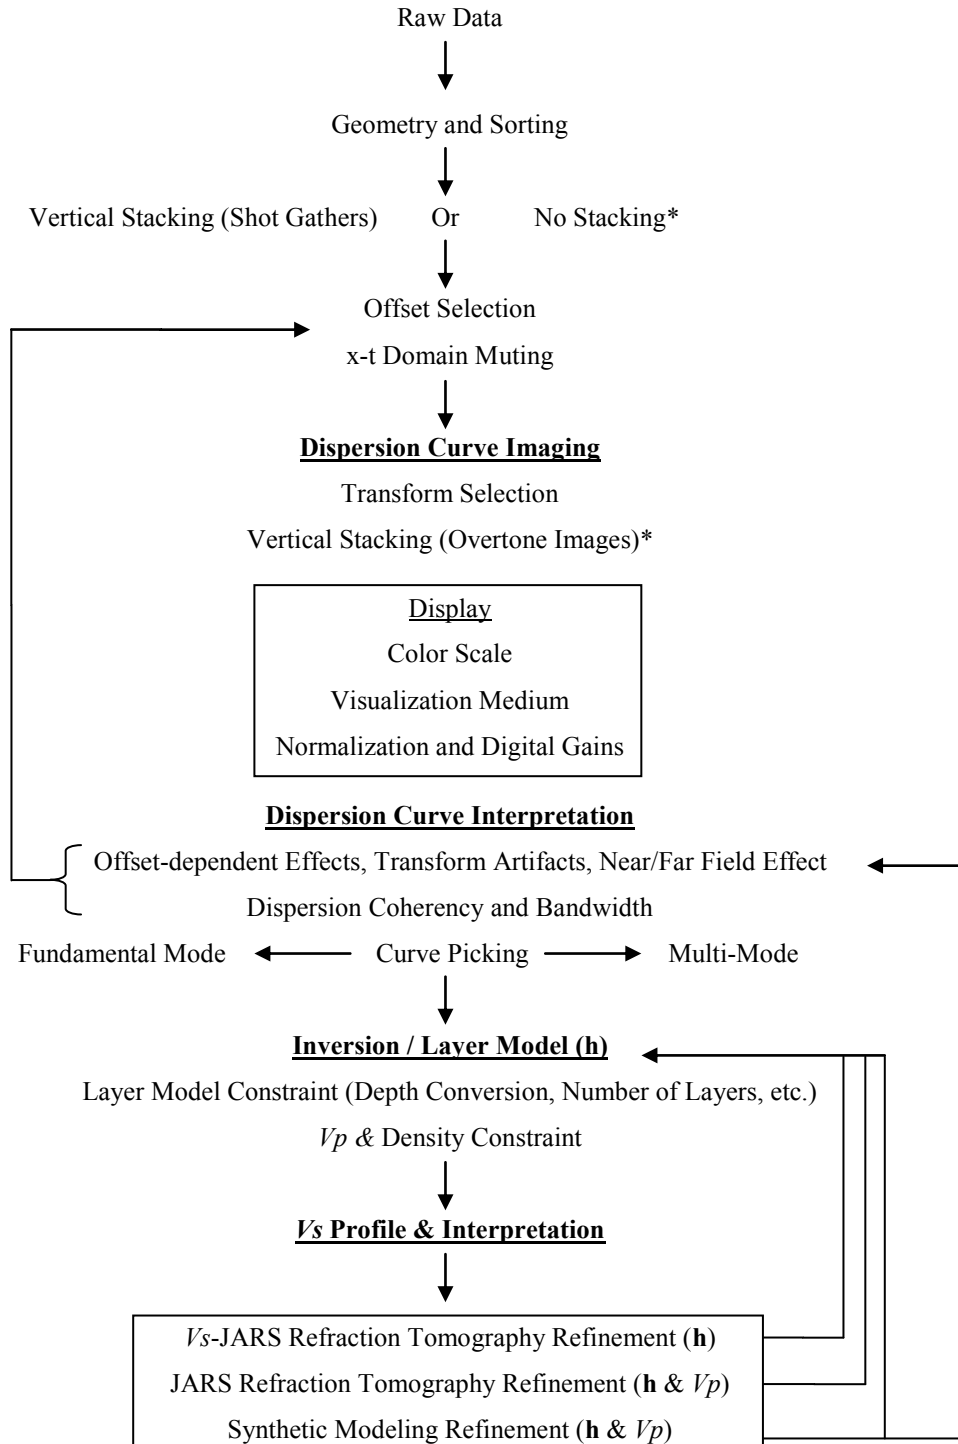 Raw Data
Geometry and Sorting
Vertical Stacking (Shot Gathers) Or No Stacking*
Offset Selection
x-t Domain Muting
Dispersion Curve Imaging
Transform Selection
Vertical Stacking (Overtone Images)*
Display
Color Scale
Visualization Medium
Normalization and Digital Gains
Dispersion Curve Interpretation
Offset-dependent Effects, Transform Artifacts, Near/Far Field Effect
Dispersion Coherency and Bandwidth
Fundamental Mode Curve Picking Multi-Mode
Inversion / Layer Model (h)
Layer Model Constraint (Depth Conversion, Number of Layers, etc.)
Vp & Density Constraint
Vs Profile & Interpretation
Vs-JARS Refraction Tomography Refinement (h)
JARS Refraction Tomography Refinement (h & Vp)
Synthetic Modeling Refinement (h & Vp)